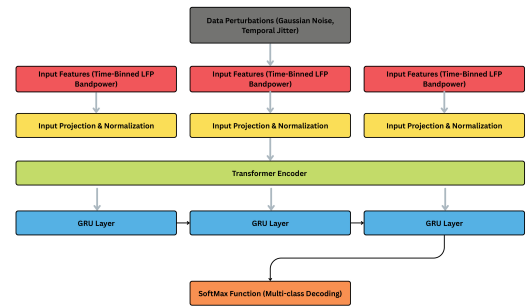 Data Perturbations (Gaussian Noise,
Temporal Jitter)
Input Features (Time-Binned LFP
Bandpower)
Input Features (Time-Binned LFP
Bandpower)
Input Features (Time-Binned LFP
Bandpower)
Input Projection & Normalization
Input Projection & Normalization
Input Projection & Normalization
Transformer Encoder
GRU Layer
GRU Layer
GRU Layer
SoftMax Function (Multi-class Decoding)